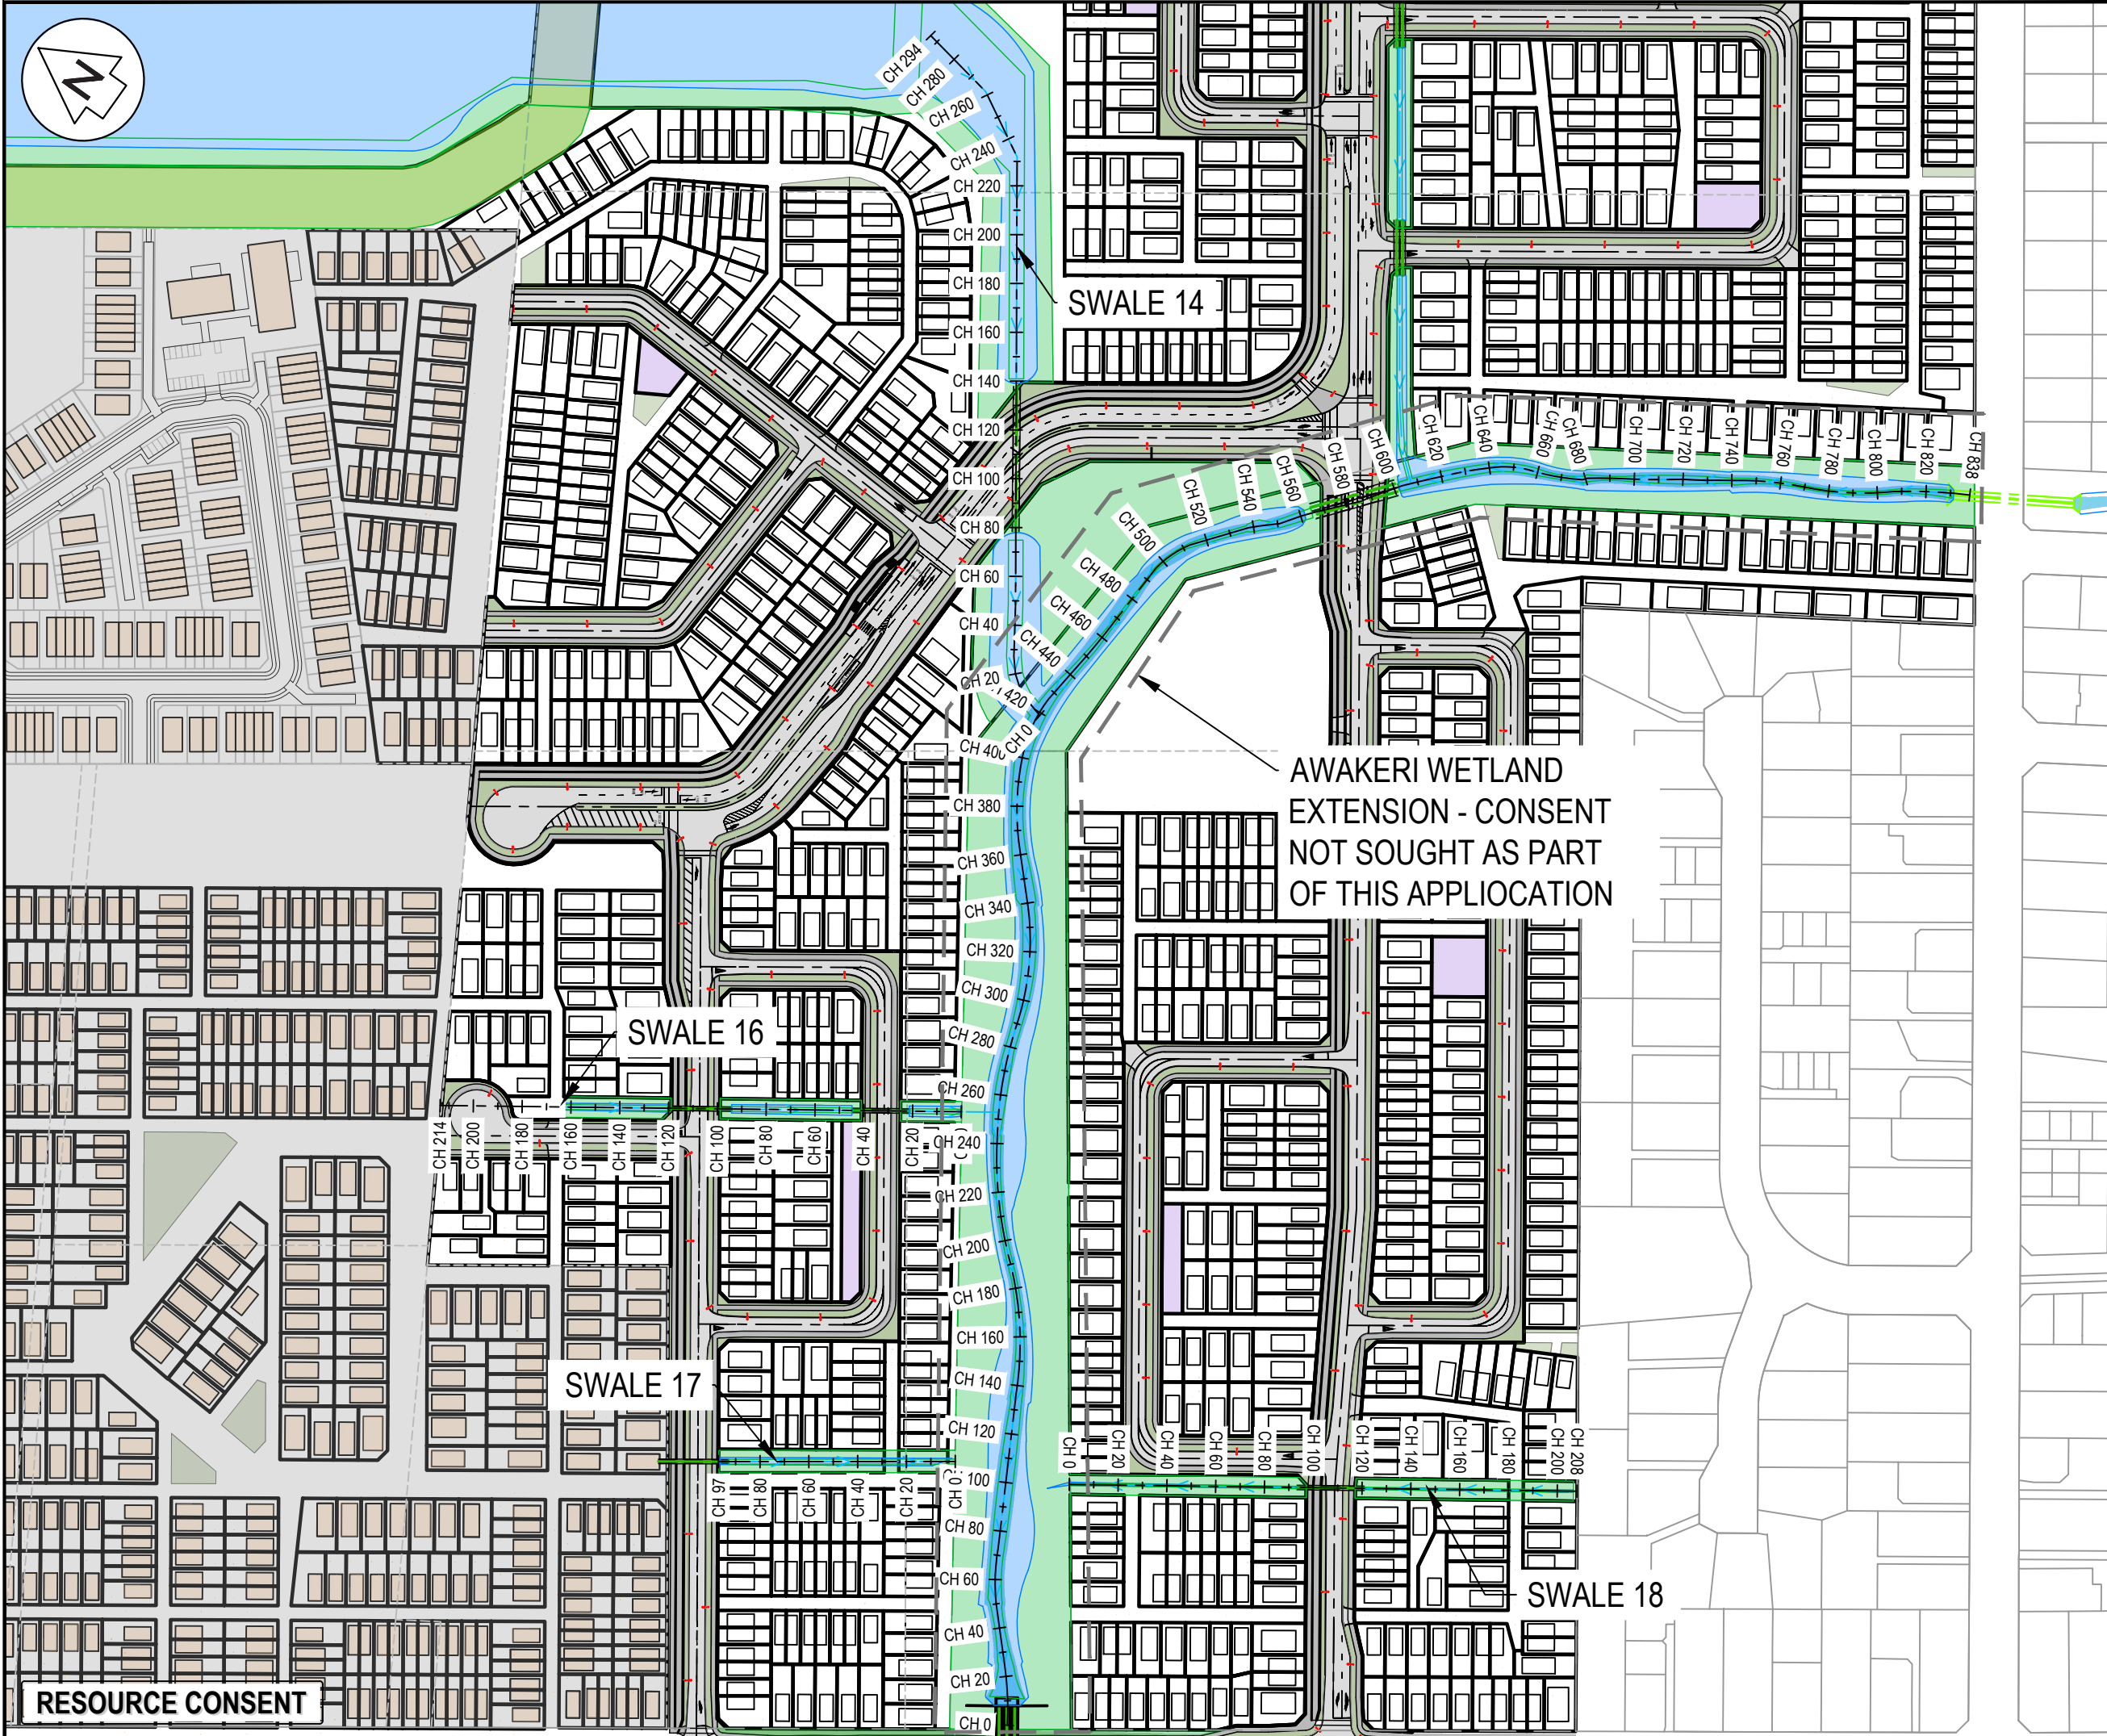 N
CH 294
CH 280
CH 260
CH 240
CH 220
CH 200
CH 180
CH 160
CH 140
CH 120
CH 100
CH 80
CH 60
CH 40
CH 20
CH 0
SWALE 14
CH 838
CH 820
CH 800
CH 780
CH 760
CH 740
CH 720
CH 700
CH 680
CH 660
CH 640
CH 620
CH 600
CH 580
CH 560
CH 540
CH 520
CH 500
CH 480
CH 460
CH 440
420
CH 400
CH 380
CH 360
CH 340
CH 320
CH 300
CH 280
CH 260
CH 240
CH 220
CH 200
CH 180
CH 160
CH 140
CH 120
100
CH 80
CH 60
CH 40
CH 20
CH 0
AWAKERI WETLAND
EXTENSION - CONSENT
NOT SOUGHT AS PART
OF THIS APPLIOCATION
SWALE 16
CH 214
CH 200
CH 180
CH 160
CH 140
CH 120
CH 100
CH 80
CH 60
CH 40
CH 20
SWALE 17
CH 97
CH 80
CH 60
CH 40
CH 20
CH 0
CH 0
CH 20
CH 40
CH 60
CH 80
CH 100
CH 120
CH 140
CH 160
CH 180
CH 200
CH 208
SWALE 18
RESOURCE CONSENT